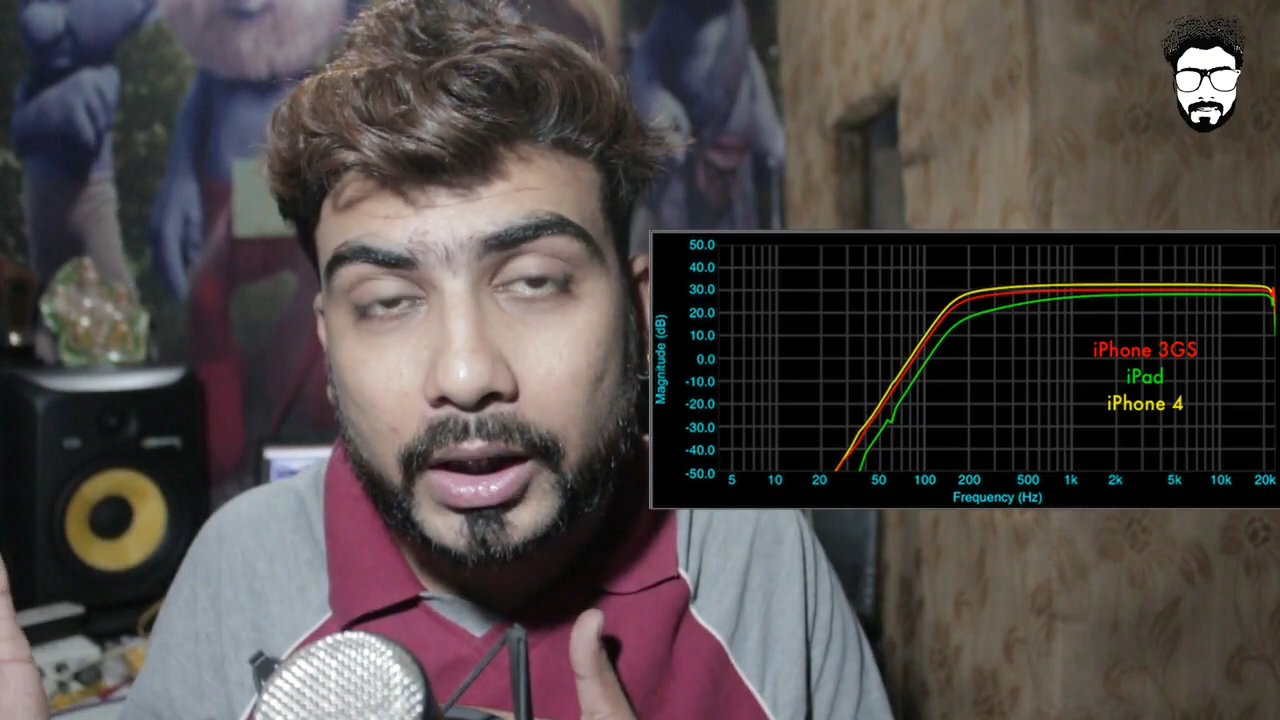 50.0
40.0
30.0
20.0
10.0
0.0
-10.0
-20.0
-30.0
-40.0
-50.0
Magnitude (dB)
iPhone 3GS
iPad
iPhone 4
5 10 20 50 100 200 500 1k 2k 5k 10k 20k
Frequency (Hz)